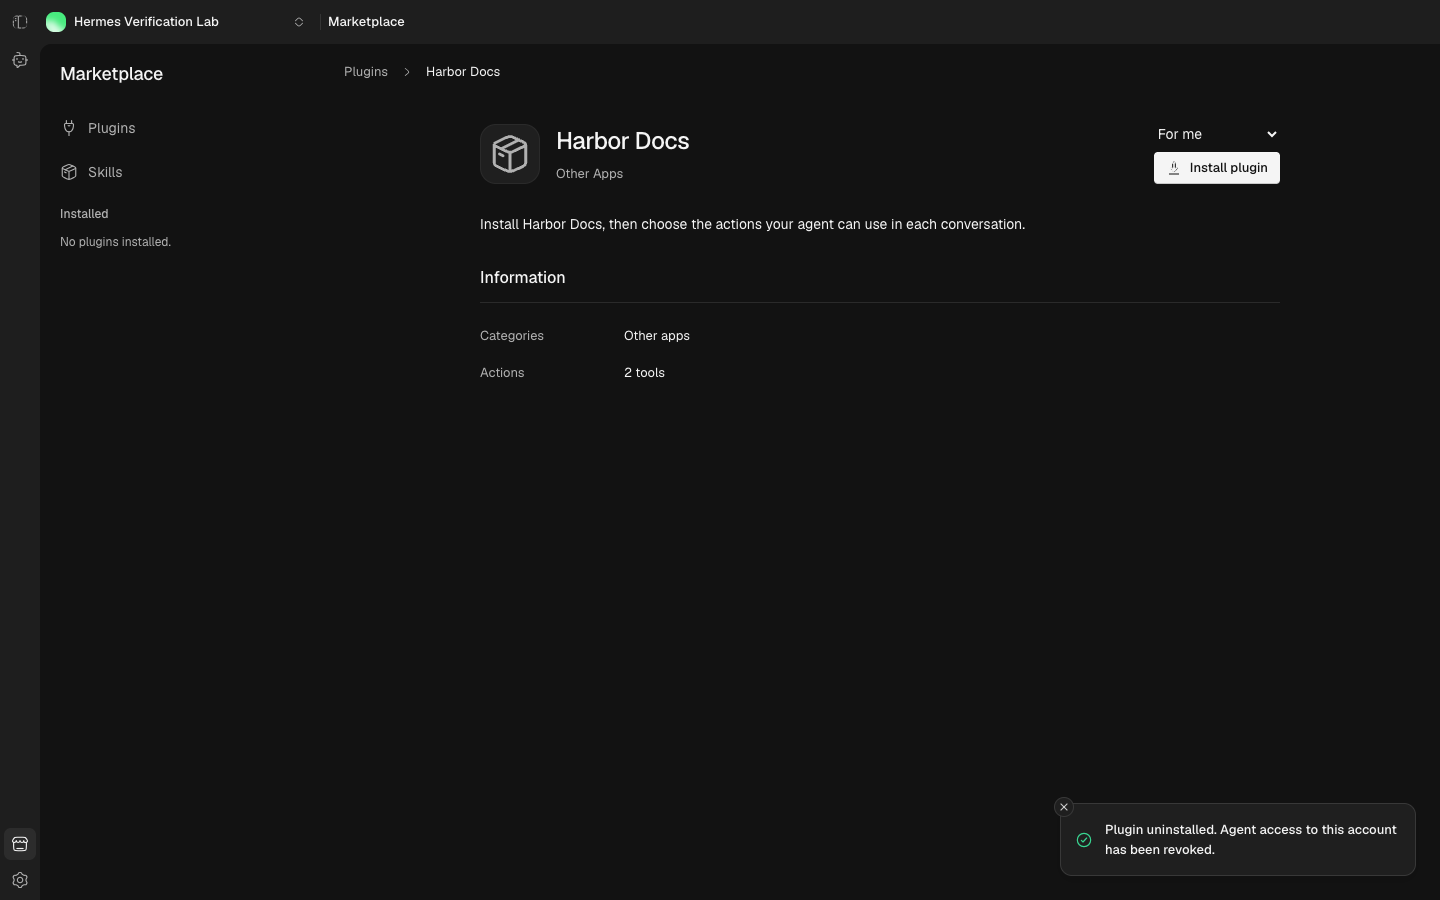 Hermes Verification Lab
Marketplace
Marketplace
Plugins
Skills
Installed
No plugins installed.
Plugins
Harbor Docs
Harbor Docs
Other Apps
For me
Install plugin
Install Harbor Docs, then choose the actions your agent can use in each conversation.
Information
Categories
Other apps
Actions
2 tools
Plugin uninstalled. Agent access to this account
has been revoked.